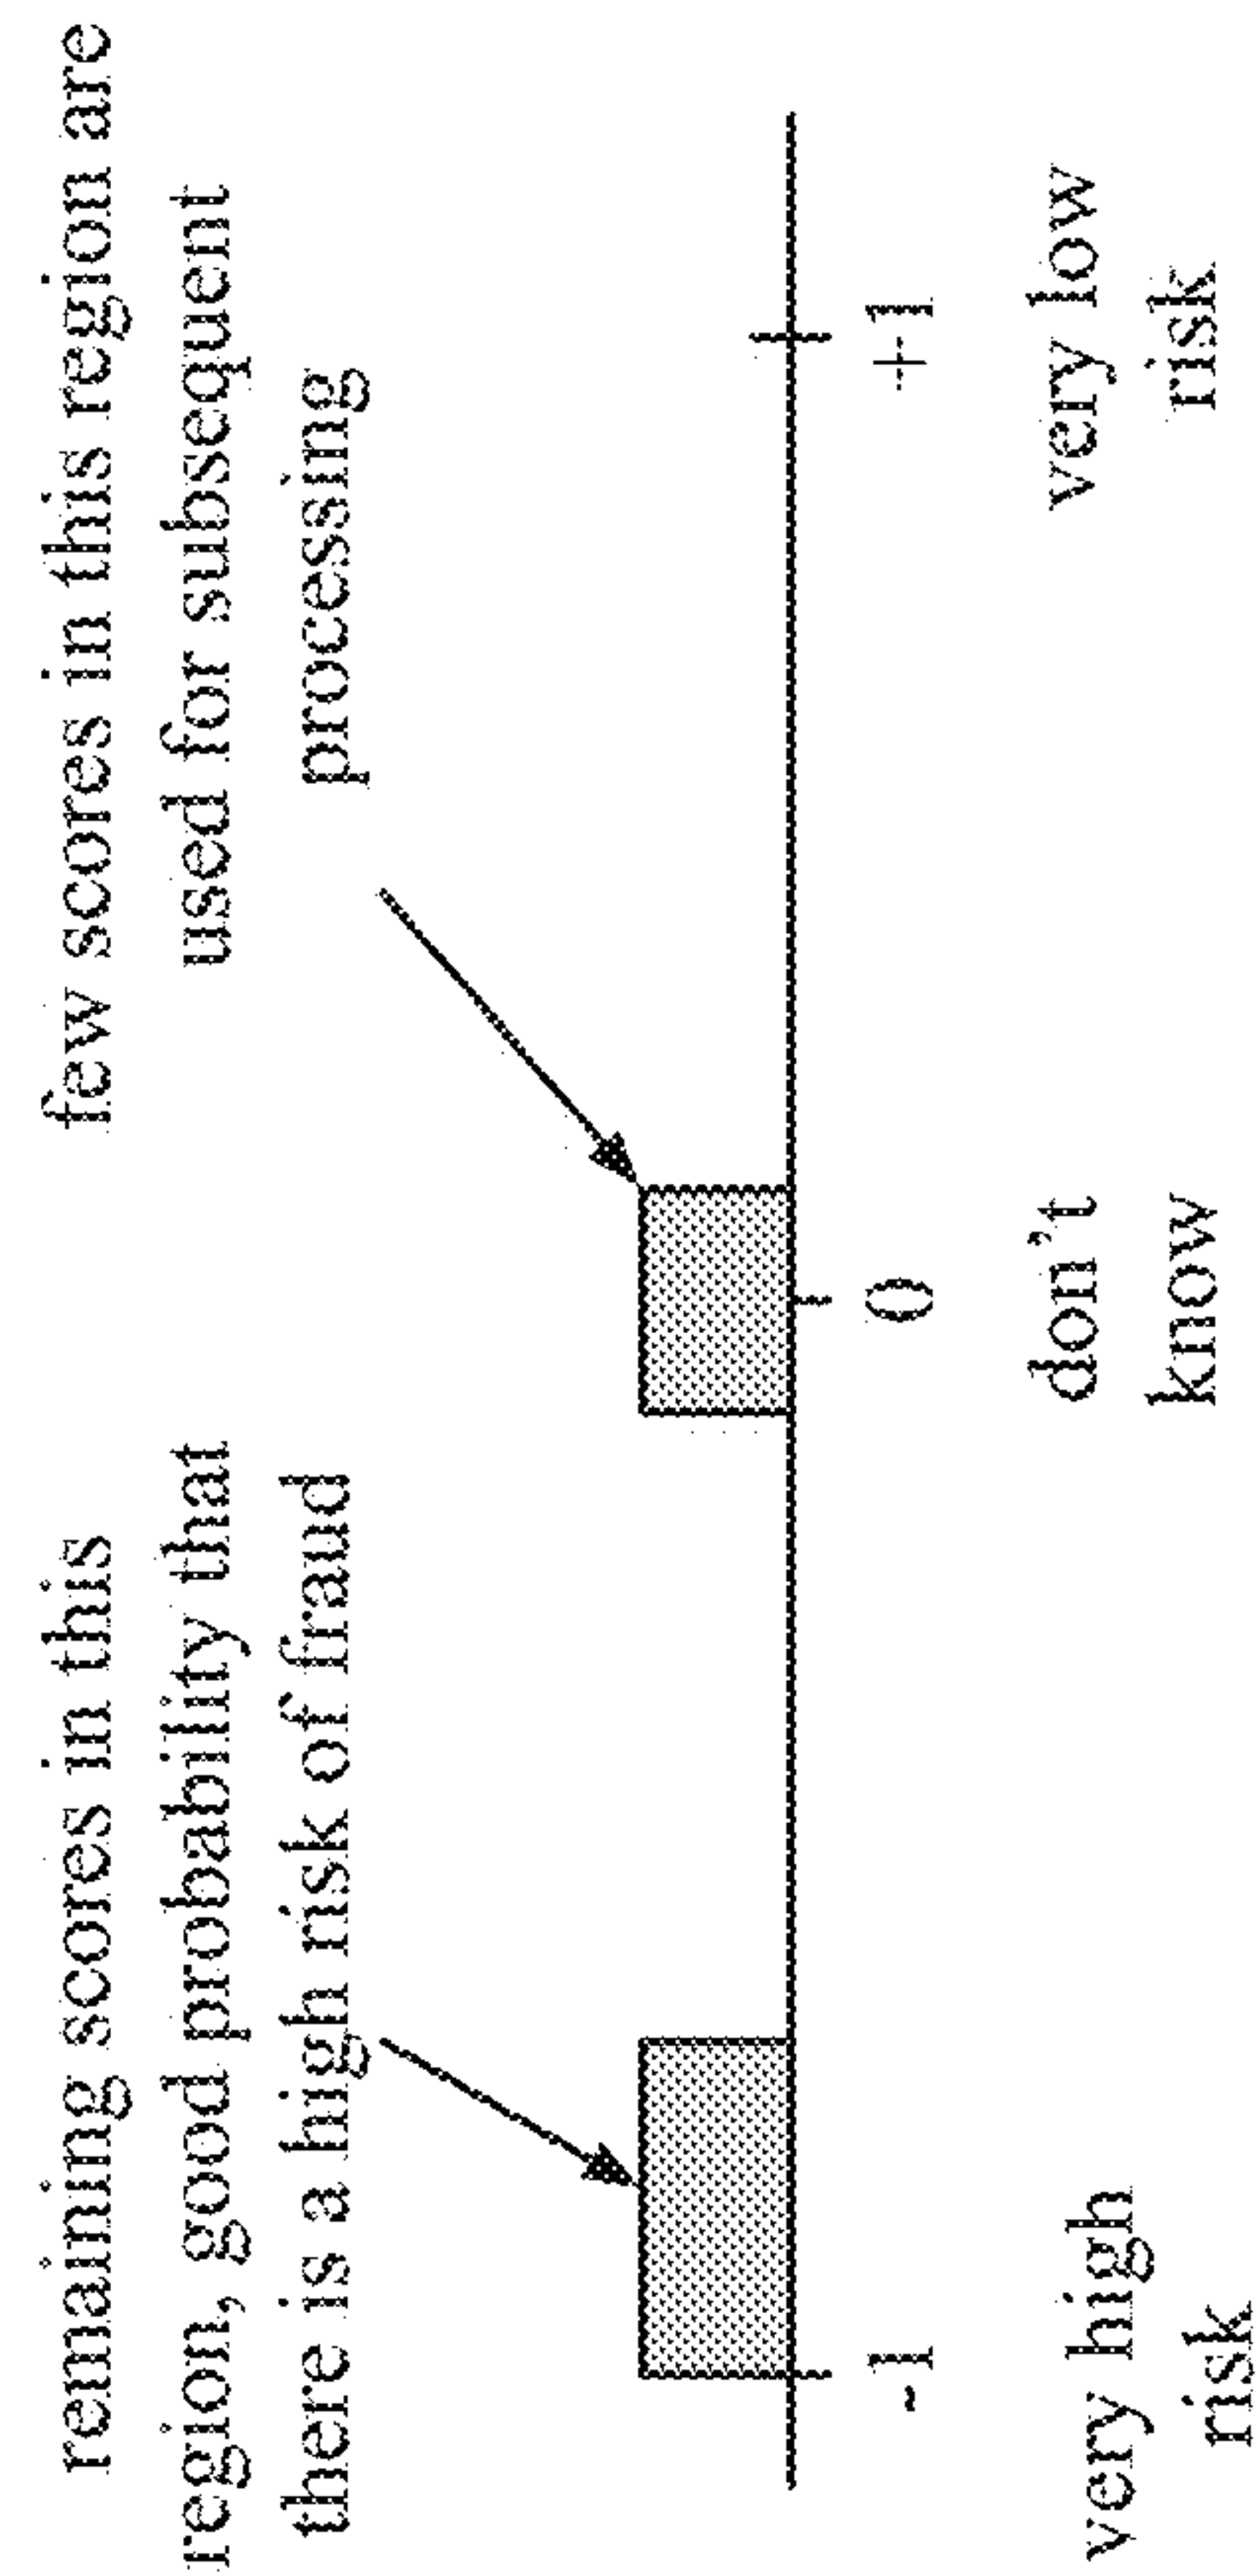 remaining scores in this
region, good probability that
there is a high risk of fraud
few scores in this region are
used for subsequent
processing
-1
0
+1
very high
risk
don't
know
very low
risk